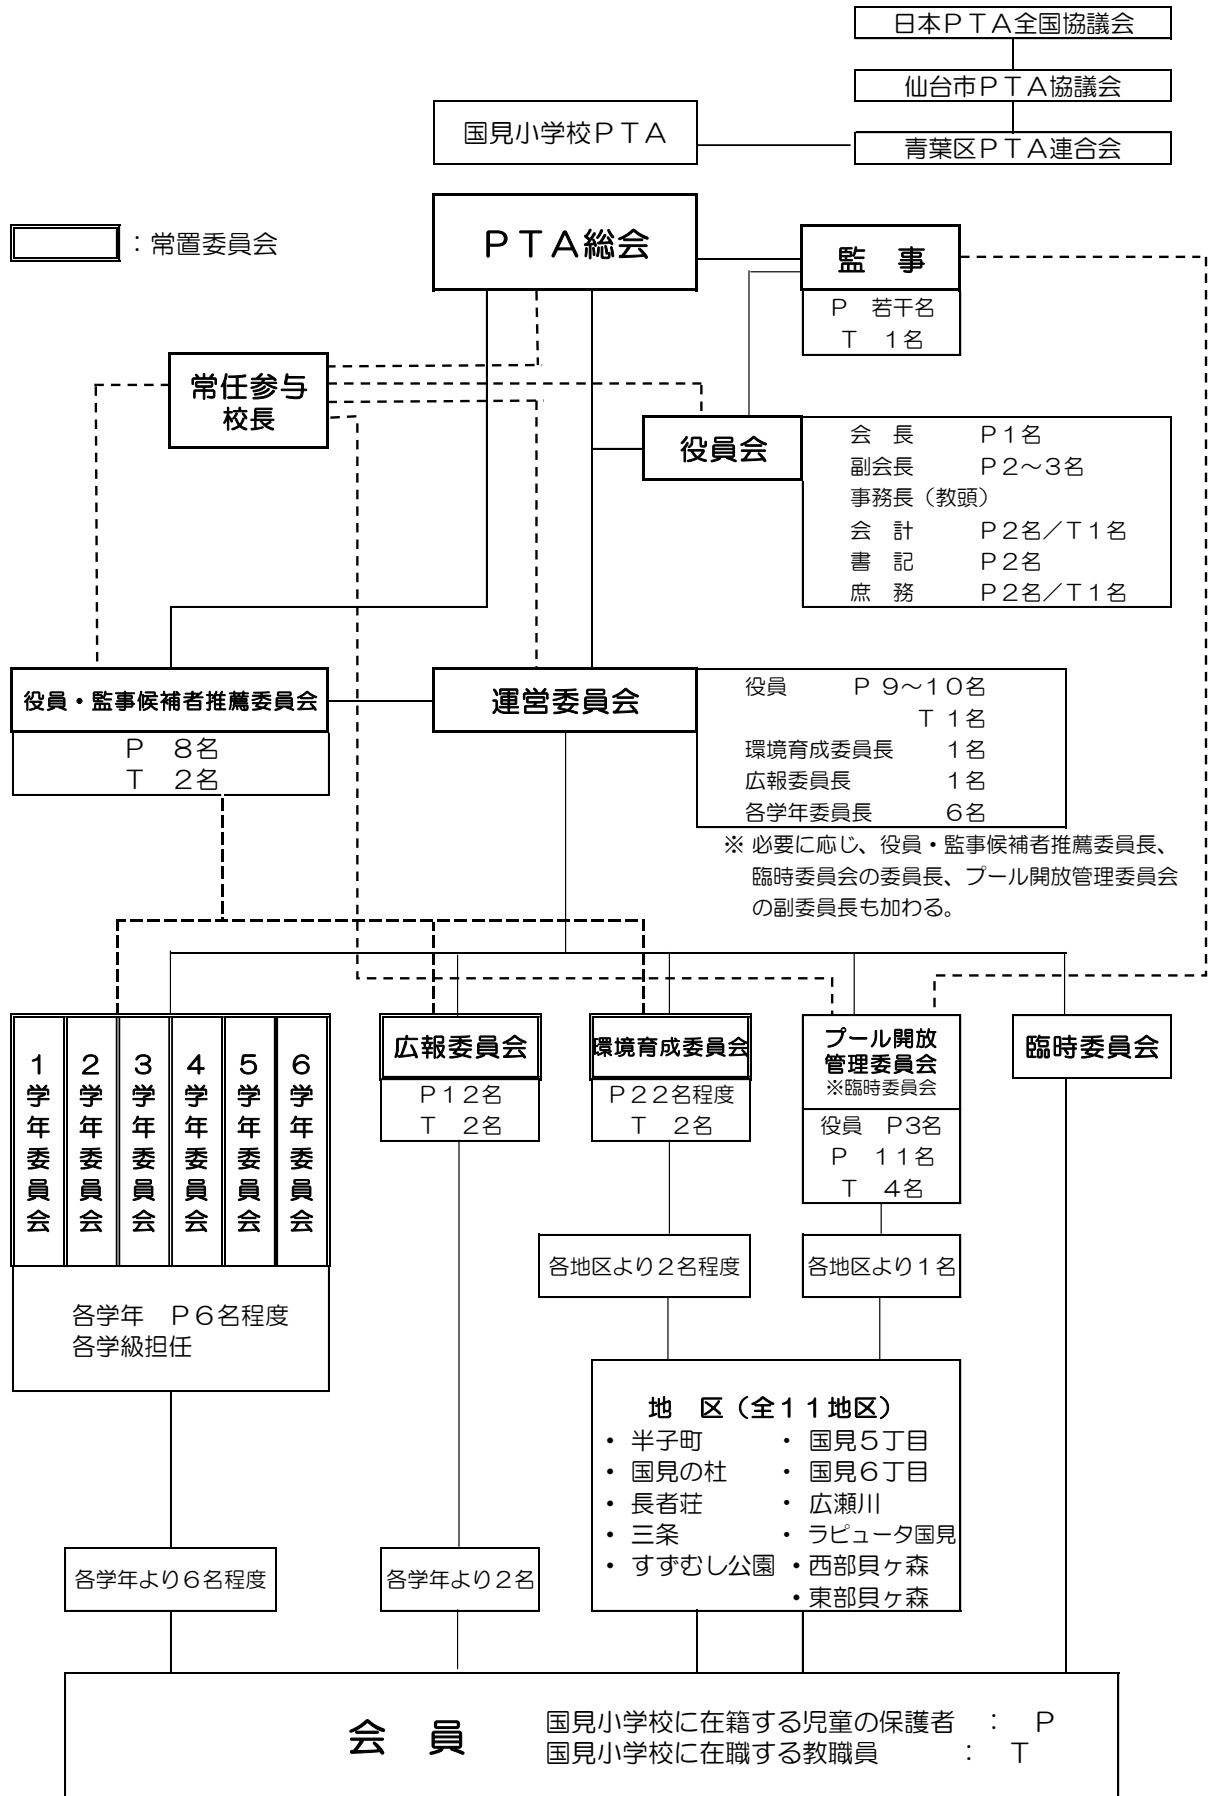 日本ＰＴＡ全国協議会
仙台市ＰＴＡ協議会
国見小学校ＰＴＡ
青葉区ＰＴＡ連合会
：常置委員会
ＰＴＡ総会
監　事
Ｐ　若干名
Ｔ　１名
常任参与
校長
役員会
会　長　　　Ｐ１名
副会長　　　Ｐ２～３名
事務長（教頭）
会　計　　　Ｐ２名／Ｔ１名
書　記　　　Ｐ２名
庶　務　　　Ｐ２名／Ｔ１名
役員・監事候補者推薦委員会
Ｐ　８名
Ｔ　２名
運営委員会
役員　　　Ｐ ９～１０名
Ｔ １名
環境育成委員長　　１名
広報委員長　　　　１名
各学年委員長　　　６名
※ 必要に応じ、役員・監事候補者推薦委員長、
臨時委員会の委員長、プール開放管理委員会
の副委員長も加わる。
１学年委員会
２学年委員会
３学年委員会
４学年委員会
５学年委員会
６学年委員会
各学年　Ｐ６名程度
各学級担任
広報委員会
Ｐ１２名
Ｔ　２名
環境育成委員会
Ｐ２２名程度
Ｔ　２名
プール開放
管理委員会
※臨時委員会
役員　Ｐ３名
Ｐ　１１名
Ｔ　４名
臨時委員会
各地区より２名程度
各地区より１名
地　区（全１１地区）
・ 半子町　　　・ 国見５丁目
・ 国見の杜　　・ 国見６丁目
・ 長者荘　　　・ 広瀬川
・ 三条　　　　・ ラピュータ国見
・ すずむし公園　・西部貝ヶ森
・東部貝ヶ森
各学年より６名程度
各学年より２名
会　員
国見小学校に在籍する児童の保護者　：　Ｐ
国見小学校に在職する教職員　　　：　Ｔ